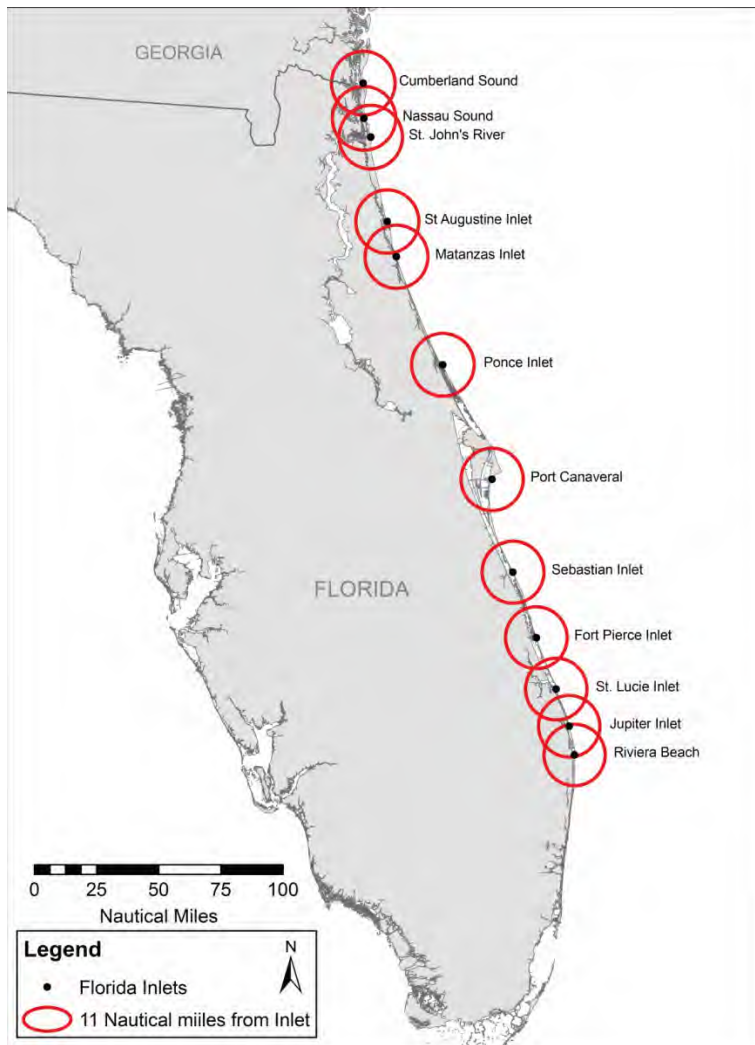 GEORGIA
Cumberland Sound
Nassau Sound
St. John's River
St Augustine Inlet
Matanzas Inlet
Ponce Inlet
Port Canaveral
Sebastian Inlet
FLORIDA
Fort Pierce Inlet
St. Lucie Inlet
Jupiter Inlet
Riviera Beach
0 25 50 75 100
Nautical Miles
Legend
N
Florida Inlets
11 Nautical miiles from Inlet